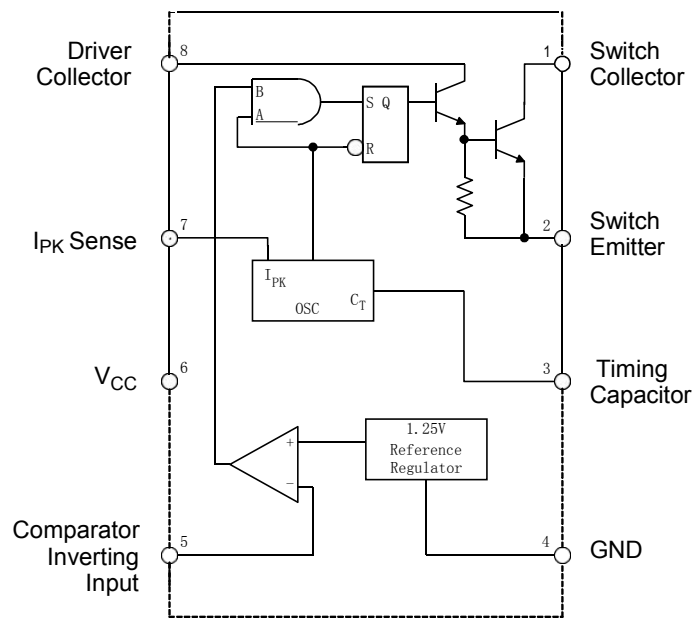 Driver
Collector
8
1
Switch
Collector
B
A
S Q
R
7
I_PK Sense
2
Switch
Emitter
I_PK
C_T
OSC
6
V_CC
3
Timing
Capacitor
1.25V
Reference
Regulator
+
−
Comparator
Inverting
Input
5
4
GND